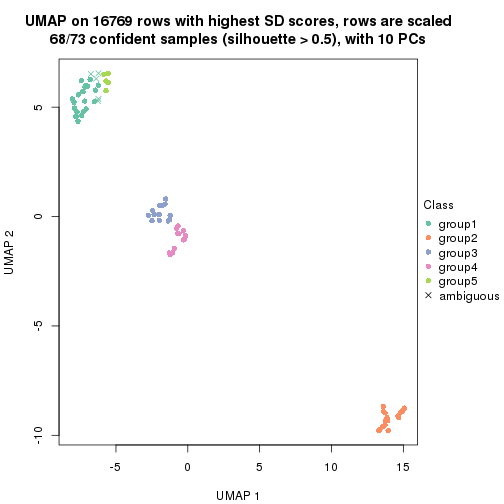 UMAP on 16769 rows with highest SD scores, rows are scaled
68/73 confident samples (silhouette > 0.5), with 10 PCs
5
0
-5
-10
UMAP 2
-5
0
5
10
15
UMAP 1
Class
group1
group2
group3
group4
group5
ambiguous